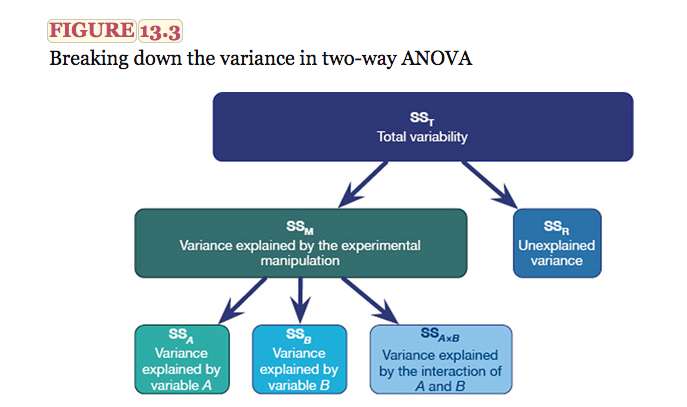 FIGURE 13.3
Breaking down the variance in two-way ANOVA
SST
Total variability
SSM
Variance explained by the experimental
manipulation
SSR
Unexplained
variance
SSA
Variance
explained by
variable A
SSB
Variance
explained by
variable B
SSAxB
Variance explained
by the interaction of
A and B